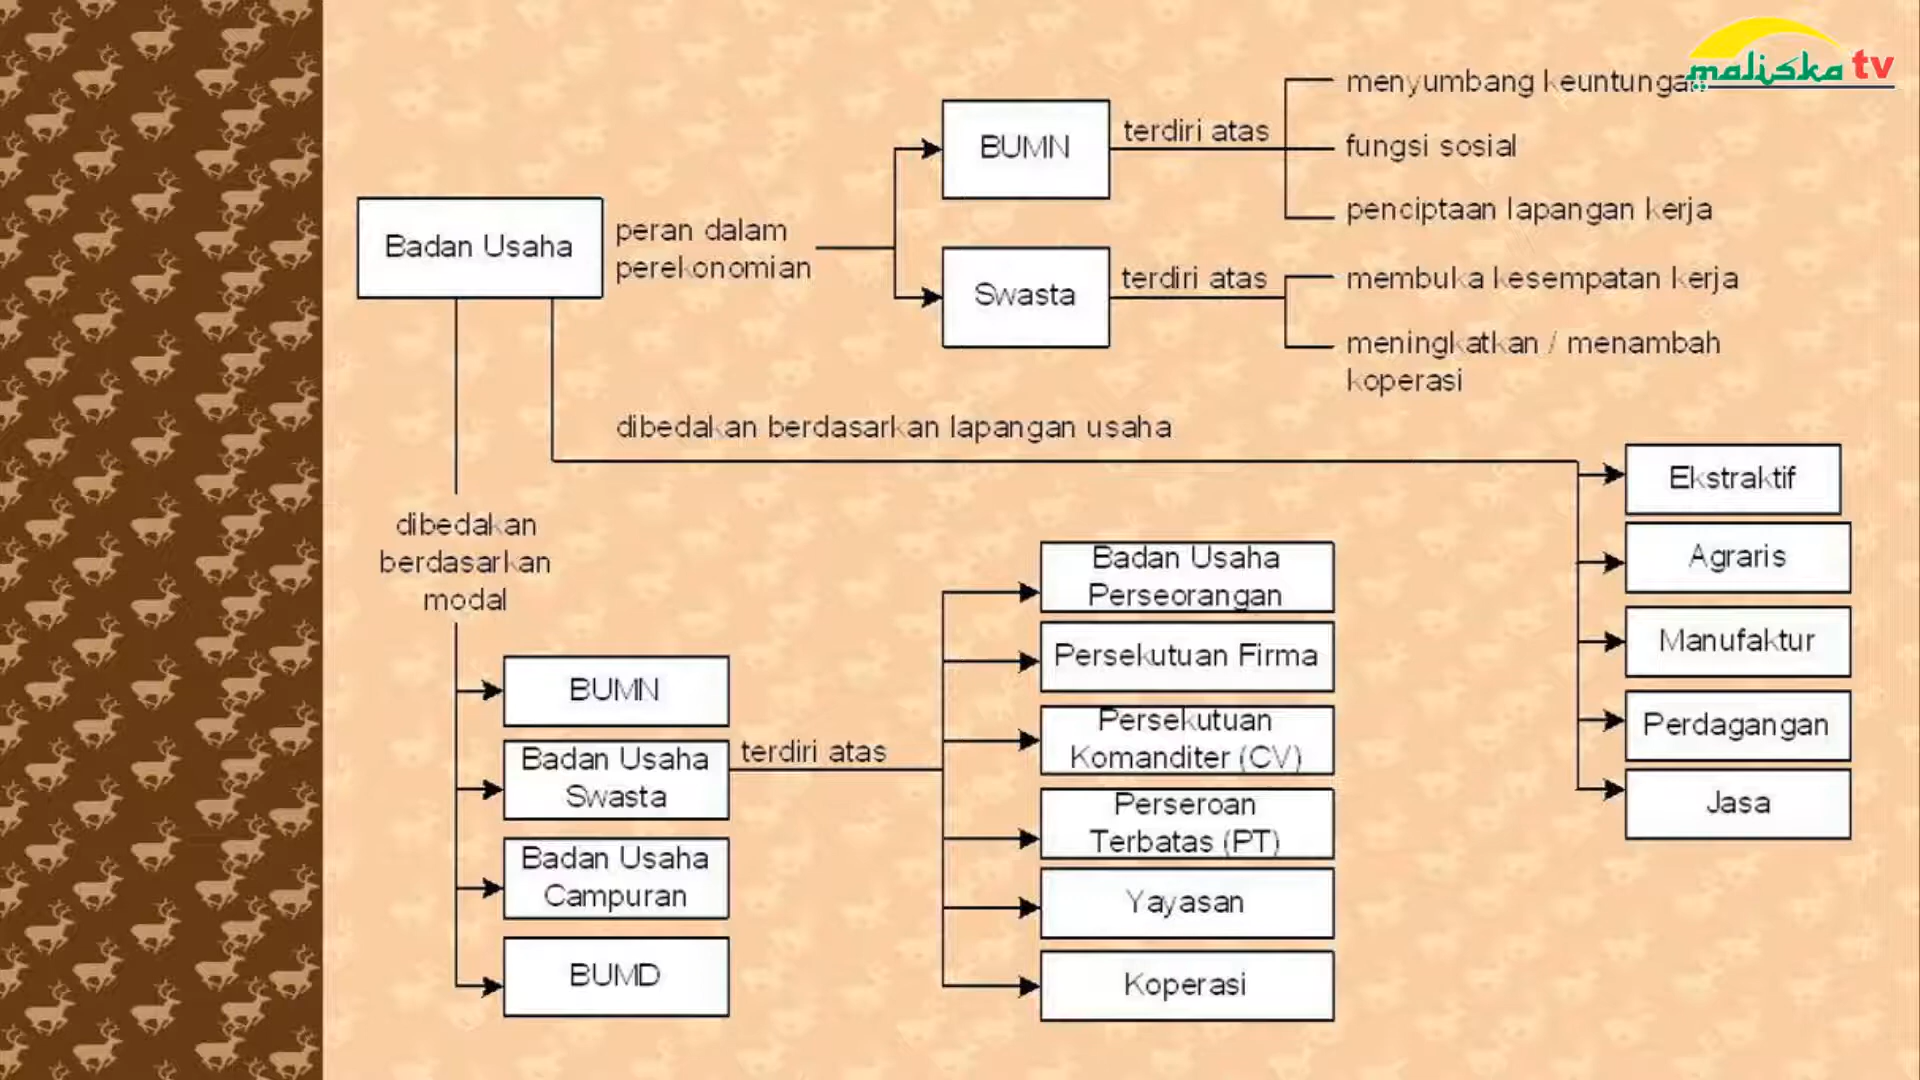 maliska tv
menyumbang keuntungan
BUMN
terdiri atas
fungsi sosial
penciptaan lapangan kerja
Badan Usaha
peran dalam
perekonomian
Swasta
terdiri atas
membuka kesempatan kerja
meningkatkan / menambah
koperasi
dibedakan berdasarkan lapangan usaha
Ekstraktif
Agraris
Manufaktur
Perdagangan
Jasa
dibedakan
berdasarkan
modal
BUMN
Badan Usaha
Swasta
Badan Usaha
Campuran
BUMD
terdiri atas
Badan Usaha
Perseorangan
Persekutuan Firma
Persekutuan
Komanditer (CV)
Perseroan
Terbatas (PT)
Yayasan
Koperasi